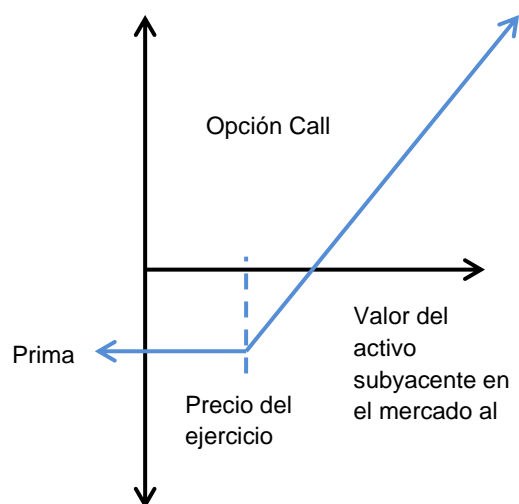 Opción Call
Prima
Precio del
ejercicio
Valor del
activo
subyacente en
el mercado al